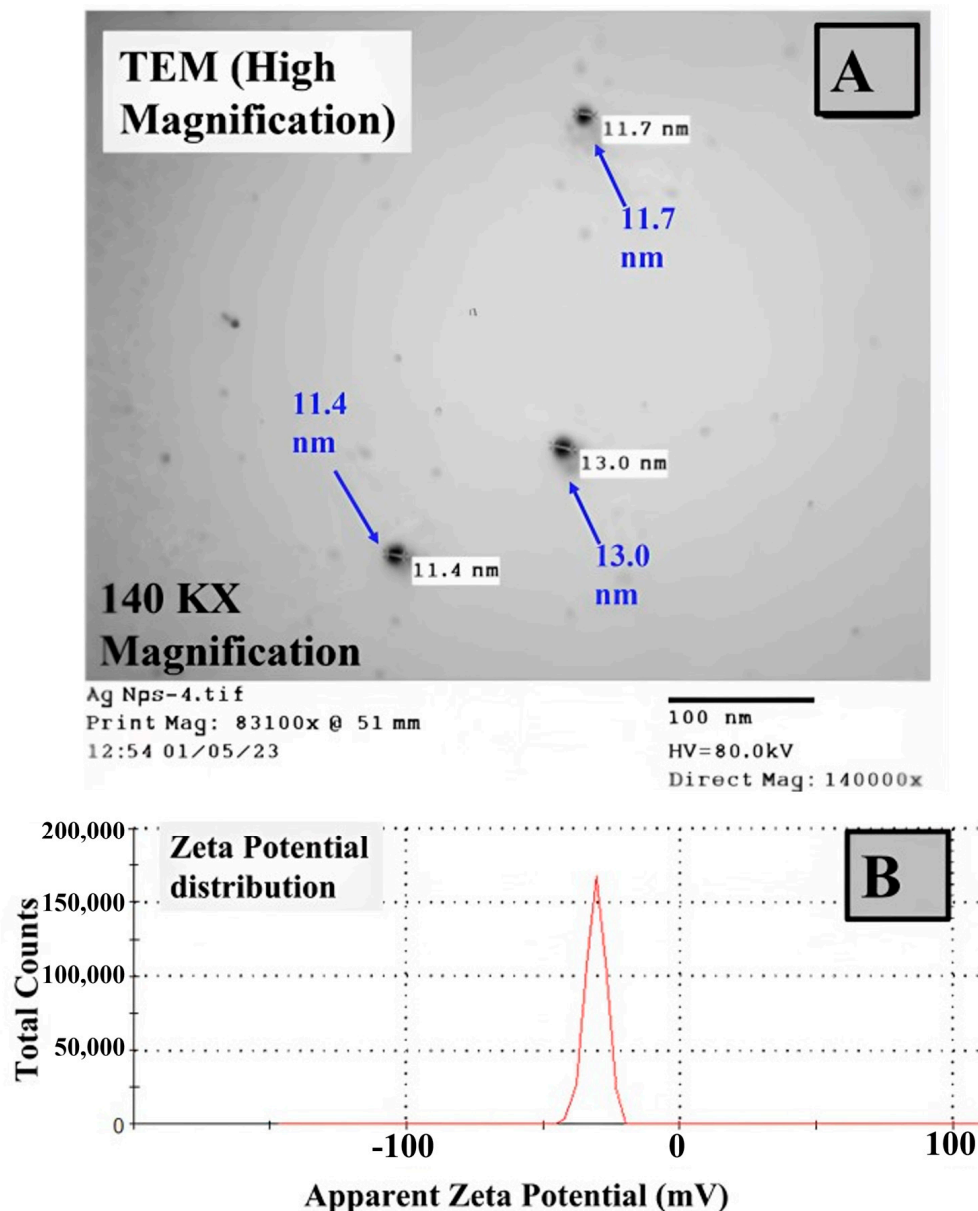 TEM (High
Magnification)
A
11.7 nm
11.7
nm
11.4
nm
13.0 nm
13.0
nm
11.4 nm
140 KX
Magnification
Ag Nps-4.tif
Print Mag: 83100x @ 51 mm
12:54 01/05/23
100 nm
HV=80.0kV
Direct Mag: 140000x
Zeta Potential
distribution
B
Total Counts
200,000
150,000
100,000
50,000
0
-100
0
100
Apparent Zeta Potential (mV)